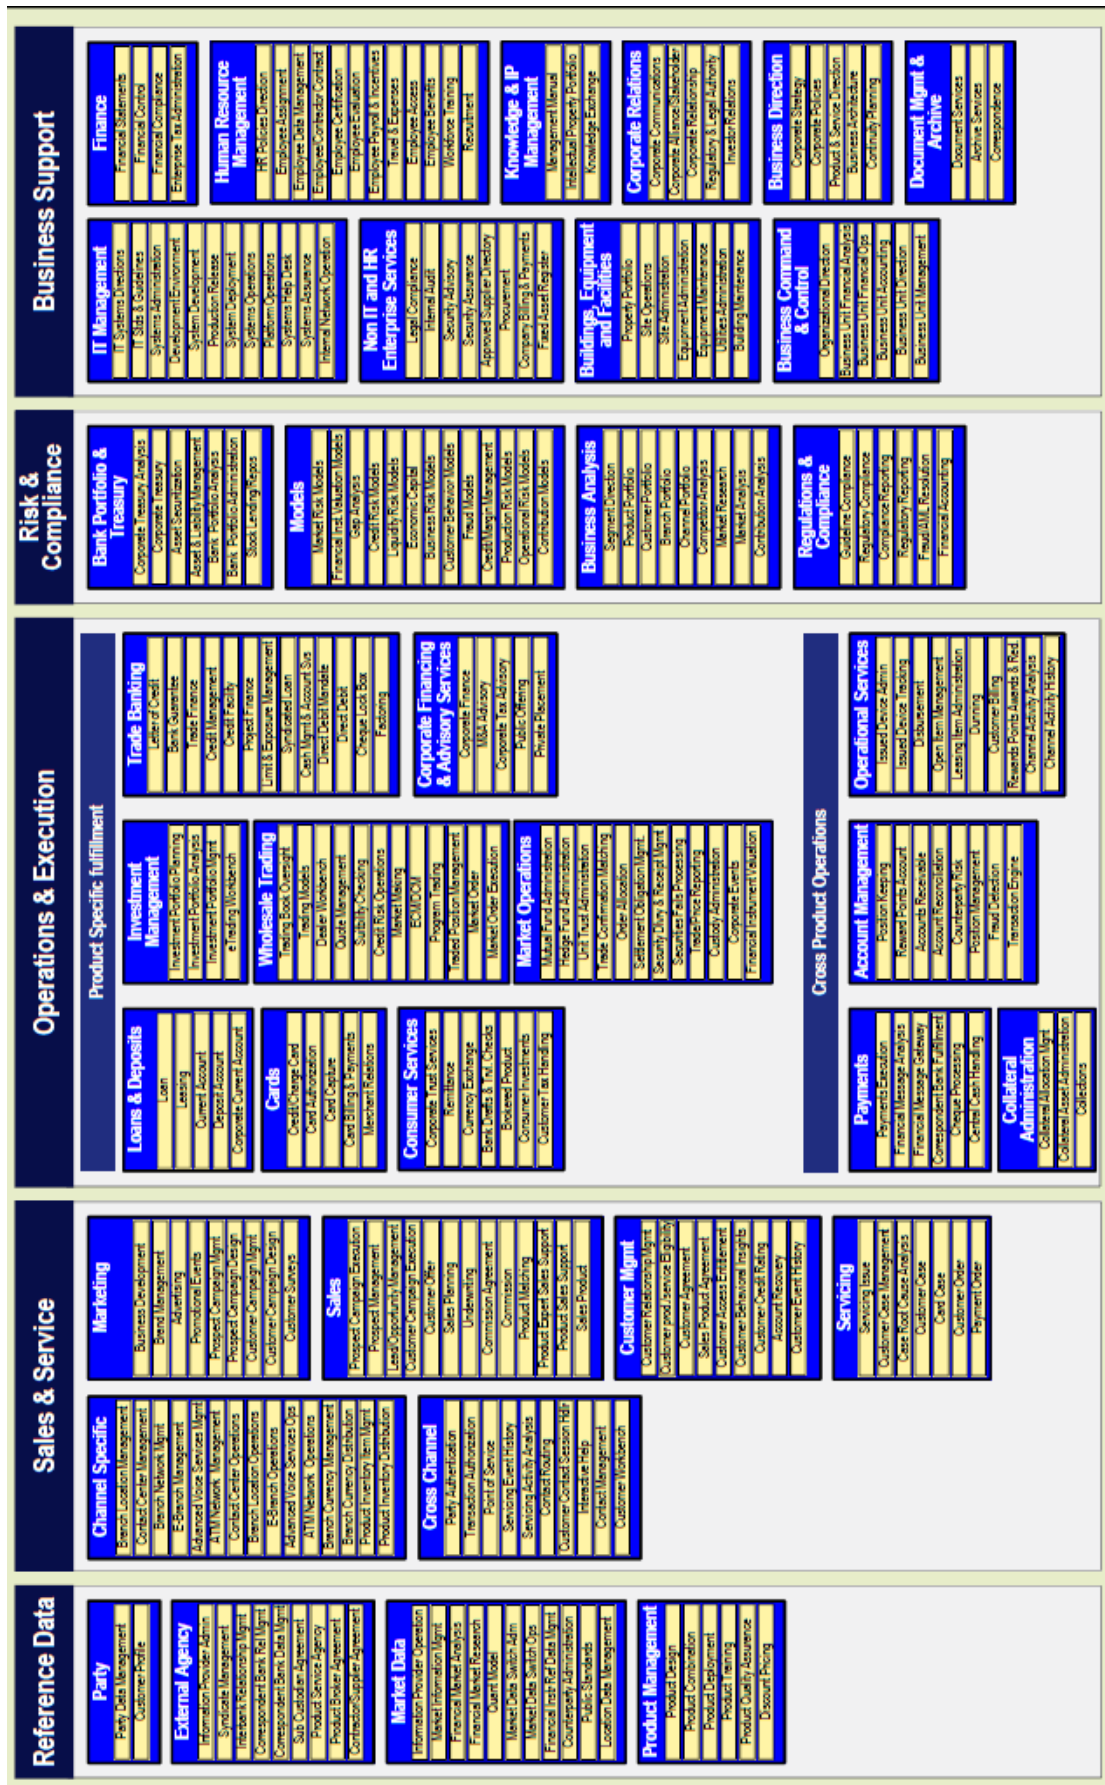 Reference Data
Party
Party Data Management
Customer Profile
External Agency
Information Provider Admin
Syndicate Management
Interbank Relationship Mgmt
Correspondent Bank Rel Mgmt
Correspondent Bank Data Mgmt
Sub Custodian Agreement
Product Service Agency
Product Broker Agreement
Contractor/Supplier Agreement
Market Data
Information Provider Operation
Market Information Mgmt
Financial Market Analysis
Financial Market Research
Quant Model
Market Data Switch Adm
Market Data Switch Ops
Financial Instr Ref Data Mgmt
Counterparty Administration
Public Standards
Location Data Management
Product Management
Product Design
Product Combination
Product Deployment
Product Training
Product Quality Assurance
Discount Pricing
Sales & Service
Channel Specific
Branch Location Management
Contact Center Management
Branch Network Mgmt
E-Branch Management
Advanced Voice Services Mgmt
ATM Network Management
Contact Center Operations
Branch Location Operations
E-Branch Operations
Advanced Voice Services Ops
ATM Network Operations
Branch Currency Management
Branch Currency Distribution
Product Inventory Item Mgmt
Product Inventory Distribution
Cross Channel
Party Authentication
Transaction Authorization
Point of Service
Servicing Event History
Servicing Activity Analysis
Contact Routing
Customer Contact Session Hdlr
Interactive Help
Contact Management
Customer Workbench
Marketing
Business Development
Brand Management
Advertising
Promotional Events
Prospect Campaign Mgmt
Prospect Campaign Design
Customer Campaign Mgmt
Customer Campaign Design
Customer Surveys
Sales
Prospect Campaign Execution
Prospect Management
Lead/Opportunity Management
Customer Campaign Execution
Customer Offer
Sales Planning
Underwriting
Commission Agreement
Commission
Product Matching
Product Expert Sales Support
Product Sales Support
Sales Product
Customer Mgmt
Customer Relationship Mgmt
Customer prod/service Eligibility
Customer Agreement
Sales Product Agreement
Customer Access Entitlement
Customer Behavioral Insights
Customer Credit Rating
Account Recovery
Customer Event History
Servicing
Servicing Issue
Customer Case Management
Case Root Cause Analysis
Customer Case
Card Case
Customer Order
Payment Order
Operations & Execution
Product Specific fulfillment
Loans & Deposits
Loan
Leasing
Current Account
Deposit Account
Corporate Current Account
Cards
Credit/Charge Card
Card Authorization
Card Capture
Card Billing & Payments
Merchant Relations
Consumer Services
Corporate Trust Services
Remittance
Currency Exchange
Bank Drafts & Trvl. Checks
Brokered Product
Consumer Investments
Customer Tax Handling
Investment Management
Investment Portfolio Planning
Investment Portfolio Analysis
Investment Portfolio Mgmt
eTrading Workbench
Wholesale Trading
Trading Book Oversight
Trading Models
Dealer Workbench
Quote Management
Suitability Checking
Credit Risk Operations
Market Making
ECM/DCM
Program Trading
Traded Position Management
Market Order
Market Order Execution
Market Operations
Mutual Fund Administration
Hedge Fund Administration
Unit Trust Administration
Trade Confirmation Matching
Order Allocation
Settlement Obligation Mgmt.
Security Dlvry & Receipt Mgmt
Securities Fails Processing
Trade/Price Reporting
Custody Administration
Corporate Events
Financial Instrument Valuation
Trade Banking
Letter of Credit
Bank Guarantee
Trade Finance
Credit Management
Credit Facility
Project Finance
Limit & Exposure Management
Syndicated Loan
Cash Mgmt & Account Svs
Direct Debit Mandate
Direct Debit
Cheque Lock Box
Factoring
Corporate Financing
& Advisory Services
Corporate Finance
M&A Advisory
Corporate Tax Advisory
Public Offering
Private Placement
Cross Product Operations
Payments
Payments Execution
Financial Message Analysis
Financial Message Gateway
Correspondent Bank Fulfillment
Cheque Processing
Central Cash Handling
Collateral
Administration
Collateral Allocation Mgmt
Collateral Asset Administration
Collections
Account Management
Position Keeping
Reward Points Account
Accounts Receivable
Account Reconciliation
Counterparty Risk
Position Management
Fraud Detection
Transaction Engine
Operational Services
Issued Device Admin
Issued Device Tracking
Disbursement
Open Item Management
Leasing Item Administration
Dunning
Customer Billing
Rewards Points Awards & Red.
Channel Activity Analysis
Channel Activity History
Risk &
Compliance
Bank Portfolio &
Treasury
Corporate Treasury Analysis
Corporate Treasury
Asset Securitization
Asset & Liability Management
Bank Portfolio Analysis
Bank Portfolio Administration
Stock Lending/Repos
Models
Market Risk Models
Financial Inst Valuation Models
Gap Analysis
Credit Risk Models
Liquidity Risk Models
Economic Capital
Business Risk Models
Customer Behavior Models
Fraud Models
Credit/Margin Management
Production Risk Models
Operational Risk Models
Contribution Models
Business Analysis
Segment Direction
Product Portfolio
Customer Portfolio
Branch Portfolio
Channel Portfolio
Competitor Analysis
Market Research
Market Analysis
Contribution Analysis
Regulations &
Compliance
Guideline Compliance
Regulatory Compliance
Compliance Reporting
Regulatory Reporting
Fraud/AML Resolution
Financial Accounting
Business Support
IT Management
IT Systems Directions
IT Stds & Guidelines
Systems Administration
Development Environment
System Development
Production Release
System Deployment
Systems Operations
Platform Operations
Systems Help Desk
Systems Assurance
Internal Network Operation
Non IT and HR
Enterprise Services
Legal Compliance
Internal Audit
Security Advisory
Security Assurance
Approved Supplier Directory
Procurement
Company Billing & Payments
Fixed Asset Register
Buildings, Equipment
and Facilities
Property Portfolio
Site Operations
Site Administration
Equipment Administration
Equipment Maintenance
Utilities Administration
Building Maintenance
Business Command
& Control
Organizational Direction
Business Unit Financial Analysis
Business Unit Financial Ops
Business Unit Accounting
Business Unit Direction
Business Unit Management
Finance
Financial Statements
Financial Control
Financial Compliance
Enterprise Tax Administration
Human Resource
Management
HR Policies Direction
Employee Assignment
Employee Data Management
Employee/Contractor Contract
Employee Certification
Employee Evaluation
Employee Payroll & Incentives
Travel & Expenses
Employee Access
Employee Benefits
Workforce Training
Recruitment
Knowledge & IP
Management
Management Manual
Intellectual Property Portfolio
Knowledge Exchange
Corporate Relations
Corporate Communications
Corporate Alliance/Stakeholder
Corporate Relationship
Regulatory & Legal Authority
Investor Relations
Business Direction
Corporate Strategy
Corporate Policies
Product & Service Direction
Business Architecture
Continuity Planning
Document Mgmt &
Archive
Document Services
Archive Services
Correspondence